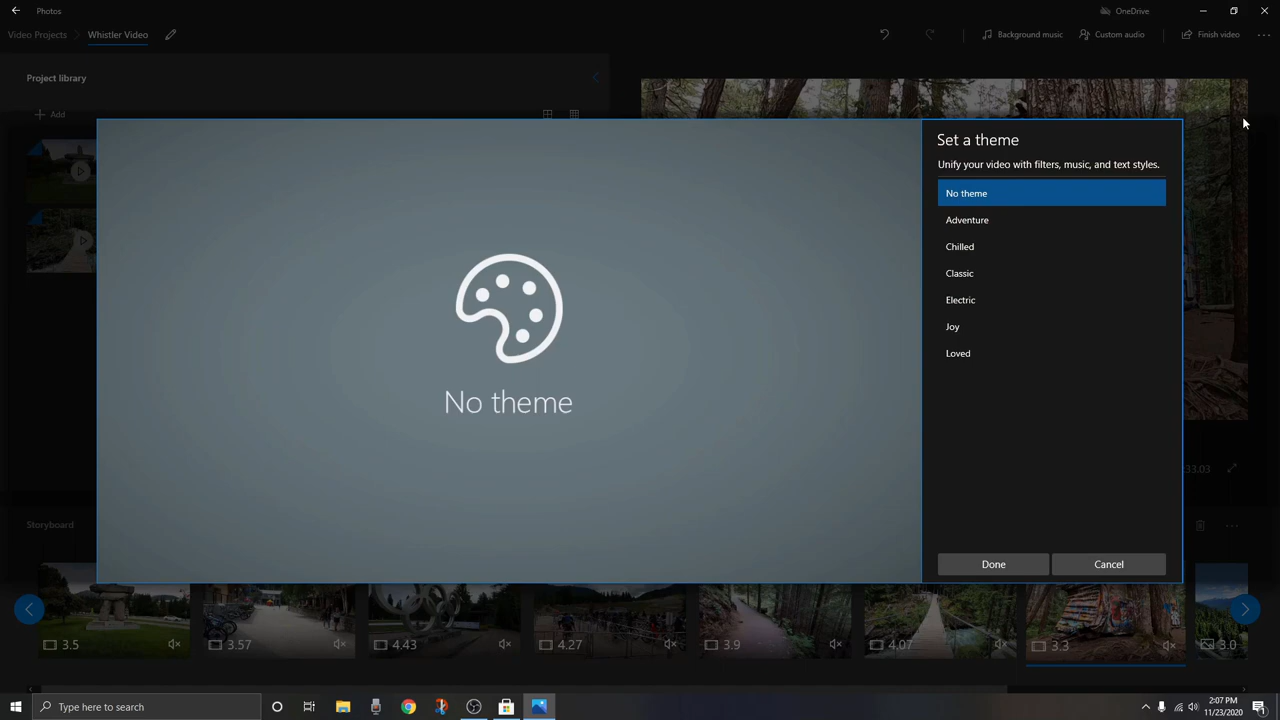 Photos
OneDrive
Video Projects
Whistler Video
Background music
Custom audio
Finish video
Project library
Add
Set a theme
Unify your video with filters, music, and text styles.
No theme
Adventure
Chilled
Classic
Electric
Joy
Loved
No theme
33.03
Storyboard
Done
Cancel
3.5
3.57
4.43
4.27
3.9
4.07
3.3
3.0
Type here to search
2:07 PM
11/23/2020